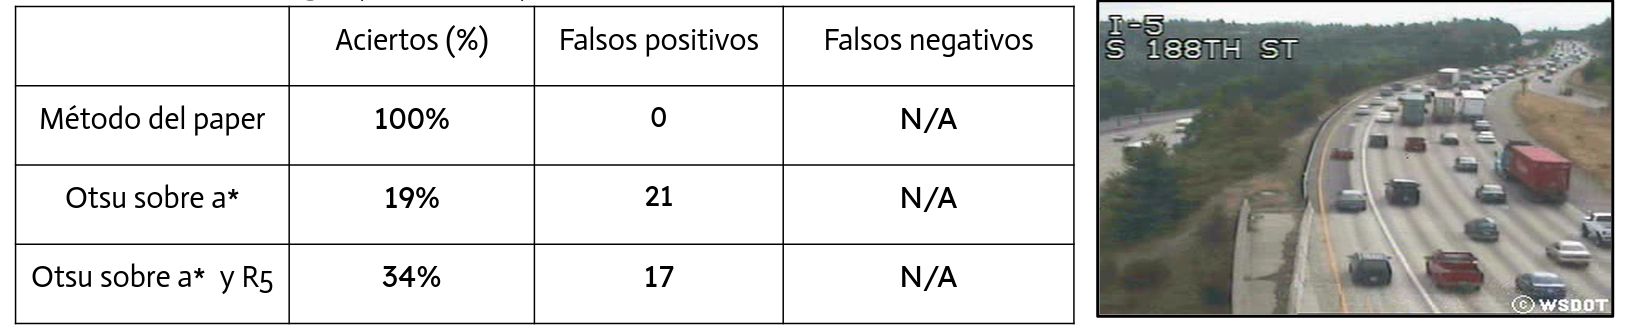 Aciertos (%) Falsos positivos Falsos negativos
Método del paper 100% 0 N/A
Otsu sobre a* 19% 21 N/A
Otsu sobre a* y R5 34% 17 N/A
I-5
S 188TH ST
© WSDOT